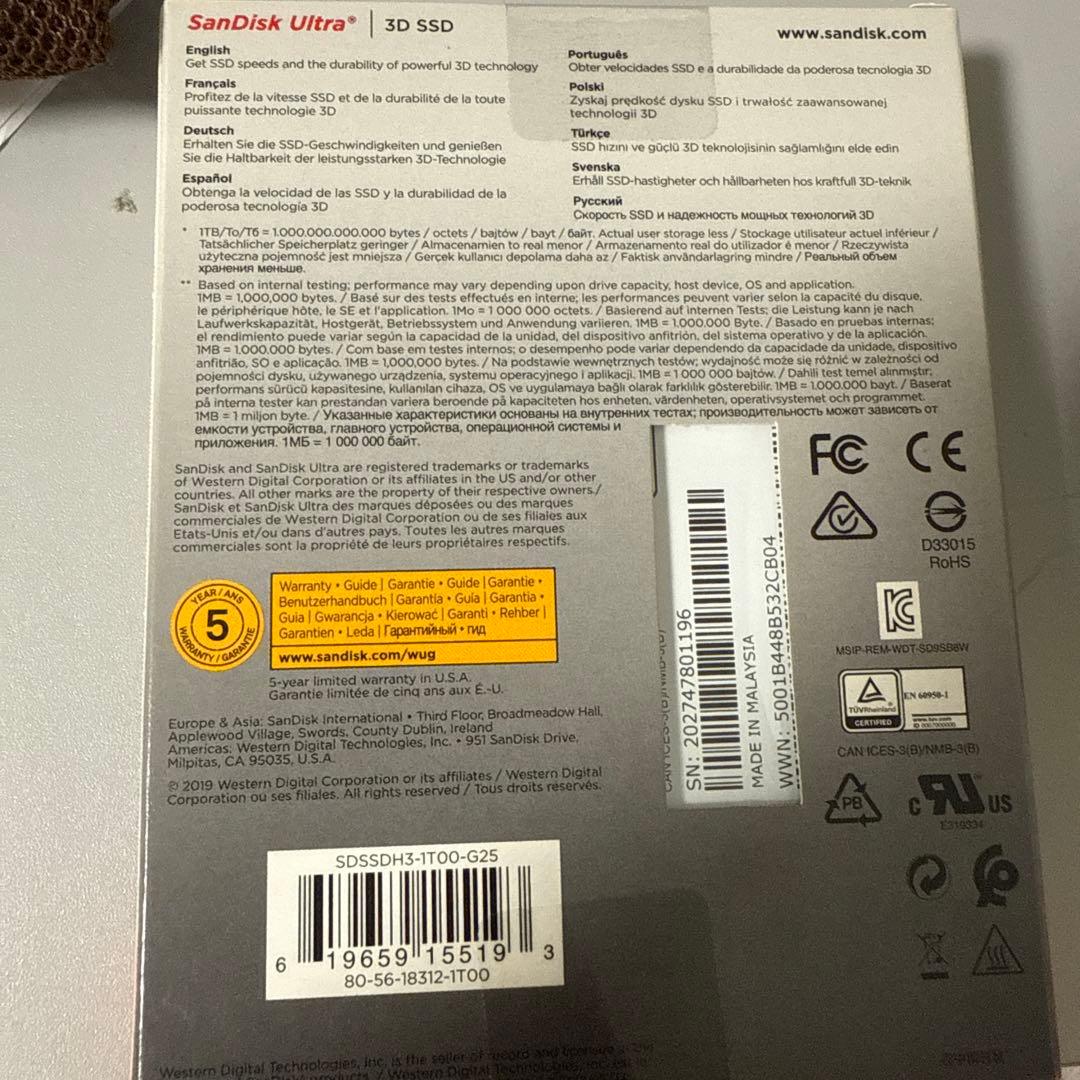 SanDisk Ultra® | 3D SSD
www.sandisk.com
English
Get SSD speeds and the durability of powerful 3D technology
Français
Profitez de la vitesse SSD et de la durabilité de la toute
puissante technologie 3D
Deutsch
Erhalten Sie die SSD-Geschwindigkeiten und genießen
Sie die Haltbarkeit der leistungsstarken 3D-Technologie
Español
Obtenga la velocidad de las SSD y la durabilidad de la
poderosa tecnología 3D
Português
Obter velocidades SSD e a durabilidade da poderosa tecnologia 3D
Polski
Zyskaj prędkość dysku SSD i trwałość zaawansowanej
technologii 3D
Türkçe
SSD hızını ve güçlü 3D teknolojisinin sağlamlığını elde edin
Svenska
Erhåll SSD-hastigheter och hållbarheten hos kraftfull 3D-teknik
Русский
Скорость SSD и надежность мощных технологий 3D
* 1TB/To/Тб = 1.000.000.000.000 bytes / octets / bajtów / bayt / байт. Actual user storage less / Stockage utilisateur actuel inférieur /
Tatsächlicher Speicherplatz geringer / Almacenamien to real menor / Armazenamento real do utilizador é menor / Rzeczywista
użyteczna pojemność jest mniejsza / Gerçek kullanıcı depolama daha az / Faktisk användarlagring mindre / Реальный объем
хранения меньше.
** Based on internal testing; performance may vary depending upon drive capacity, host device, OS and application.
1MB = 1,000,000 bytes. / Basé sur des tests effectués en interne; les performances peuvent varier selon la capacité du disque,
le périphérique hôte, le SE et l'application. 1Mo = 1 000 000 octets. / Basierend auf internen Tests; die Leistung kann je nach
Laufwerkskapazität, Hostgerät, Betriebssystem und Anwendung variieren. 1MB = 1.000.000 Byte. / Basado en pruebas internas;
el rendimiento puede variar según la capacidad de la unidad, del dispositivo anfitrión, del sistema operativo y de la aplicación.
1MB = 1.000.000 bytes. / Com base em testes internos; o desempenho pode variar dependendo da capacidade da unidade, dispositivo
anfitrião, SO e aplicação. 1MB = 1,000,000 bytes. / Na podstawie wewnętrznych testów; wydajność może się różnić w zależności od
pojemności dysku, używanego urządzenia, systemu operacyjnego i aplikacji. 1MB = 1 000 000 bajtów. / Dahili test temel alınmıştır;
performans sürücü kapasitesine, kullanılan cihaza, OS ve uygulamaya bağlı olarak farklılık gösterebilir. 1MB = 1.000.000 bayt. / Baserat
på interna tester kan prestandan variera beroende på kapaciteten hos enheten, värdenheten, operativsystemet och programmet.
1MB = 1 miljon byte. / Указанные характеристики основаны на внутренних тестах; производительность может зависеть от
емкости устройства, главного устройства, операционной системы и
приложения. 1МБ = 1 000 000 байт.
SanDisk and SanDisk Ultra are registered trademarks or trademarks
of Western Digital Corporation or its affiliates in the US and/or other
countries. All other marks are the property of their respective owners./
SanDisk et SanDisk Ultra des marques déposées ou des marques
commerciales de Western Digital Corporation ou de ses filiales aux
Etats-Unis et/ou dans d'autres pays. Toutes les autres marques
commerciales sont la propriété de leurs propriétaires respectifs.
YEAR / ANS
5
WARRANTY / GARANTIE
Warranty • Guide | Garantie • Guide | Garantie •
Benutzerhandbuch | Garantía • Guía | Garantia •
Guia | Gwarancja • Kierować | Garanti • Rehber |
Garantien • Leda | Гарантийный • гид
www.sandisk.com/wug
5-year limited warranty in U.S.A.
Garantie limitée de cinq ans aux É.-U.
Europe & Asia: SanDisk International • Third Floor, Broadmeadow Hall,
Applewood Village, Swords, County Dublin, Ireland
Americas: Western Digital Technologies, Inc. • 951 SanDisk Drive,
Milpitas, CA 95035, U.S.A.
© 2019 Western Digital Corporation or its affiliates / Western Digital
Corporation ou ses filiales. All rights reserved / Tous droits réservés.
SN: 202747801196
MADE IN MALAYSIA
WWN: 5001B448B532CB04
FC CE
D33015
RoHS
MSIP-REM-WDT-SD9SB8W
TÜVRheinland
CERTIFIED
EN 60950-1
www.tuv.com
CAN ICES-3(B)/NMB-3(B)
PB
c RU US
E319334
SDSSDH3-1T00-G25
6 19659 15519 3
80-56-18312-1T00
Western Digital Technologies, Inc. is the seller of record and licensee